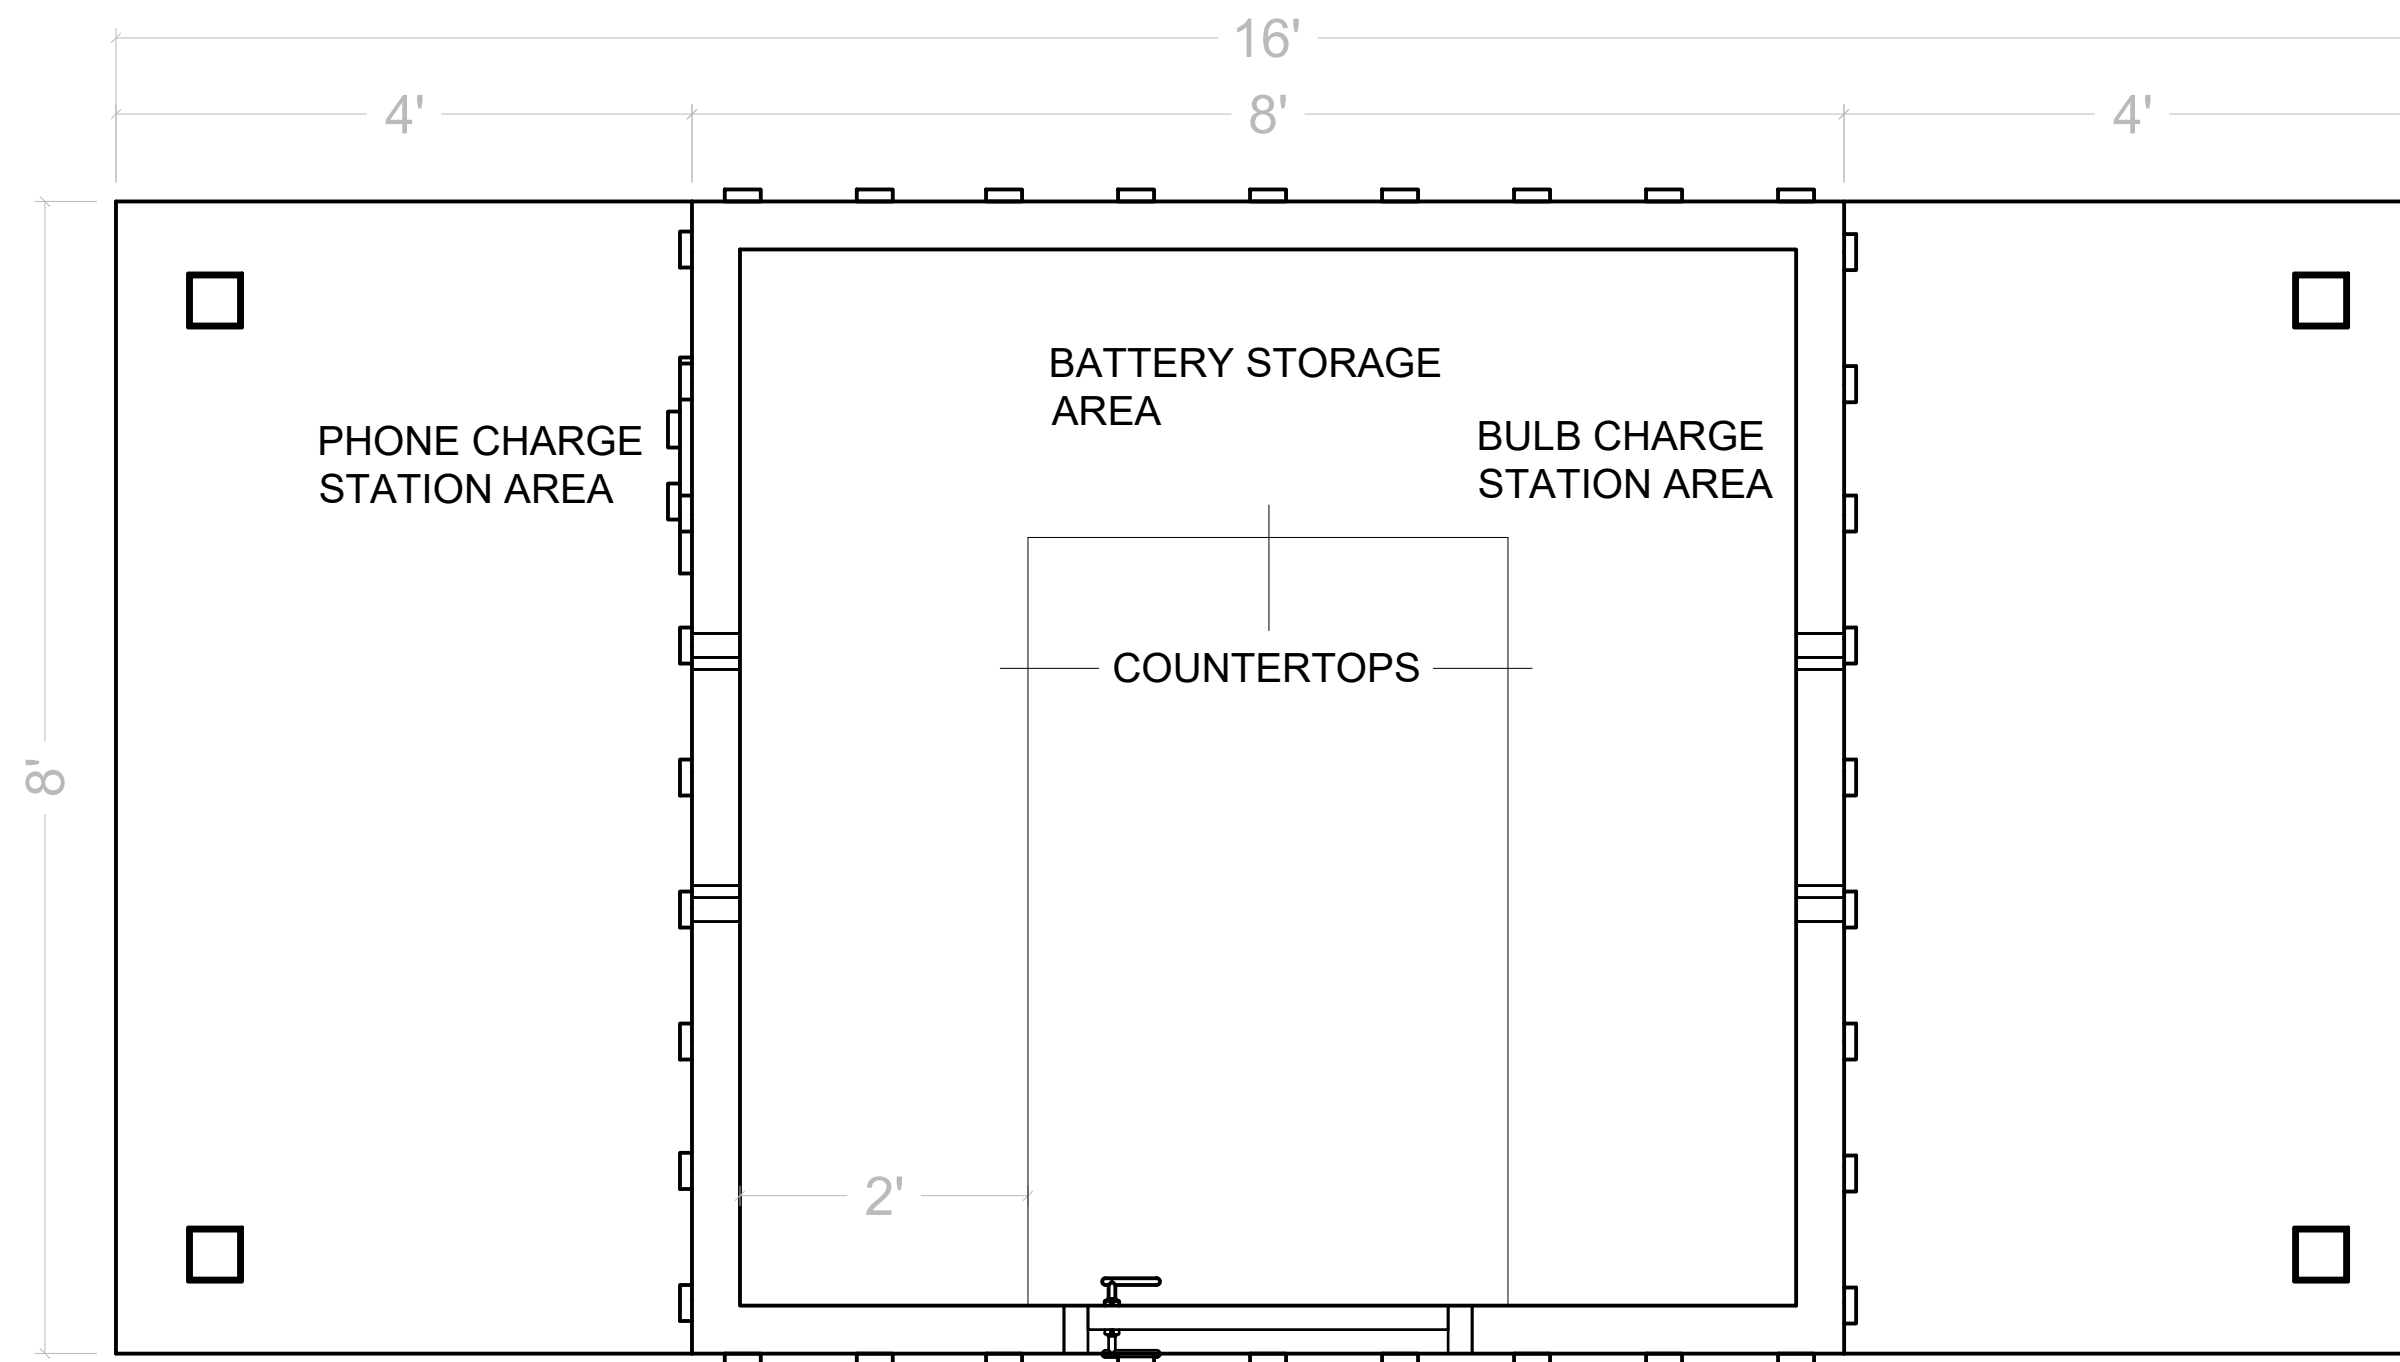 16'
4'
8'
4'
BATTERY STORAGE
AREA
PHONE CHARGE
STATION AREA
BULB CHARGE
STATION AREA
COUNTERTOPS
8'
2'